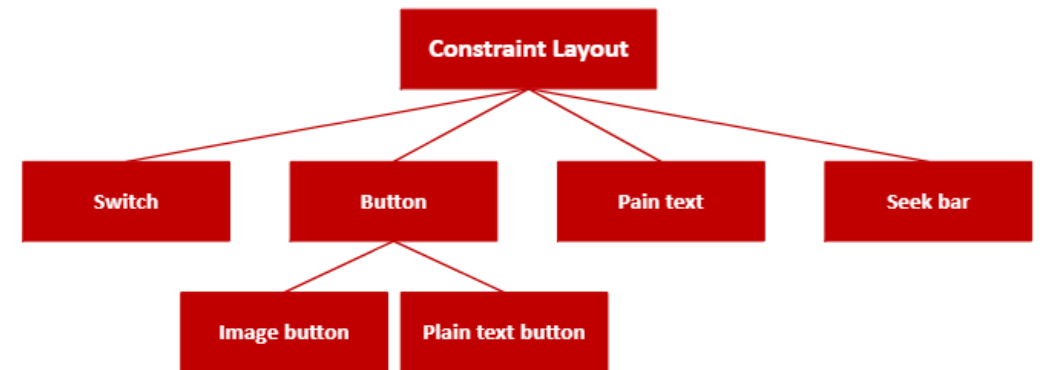 Constraint Layout
Switch
Button
Pain text
Seek bar
Image button
Plain text button